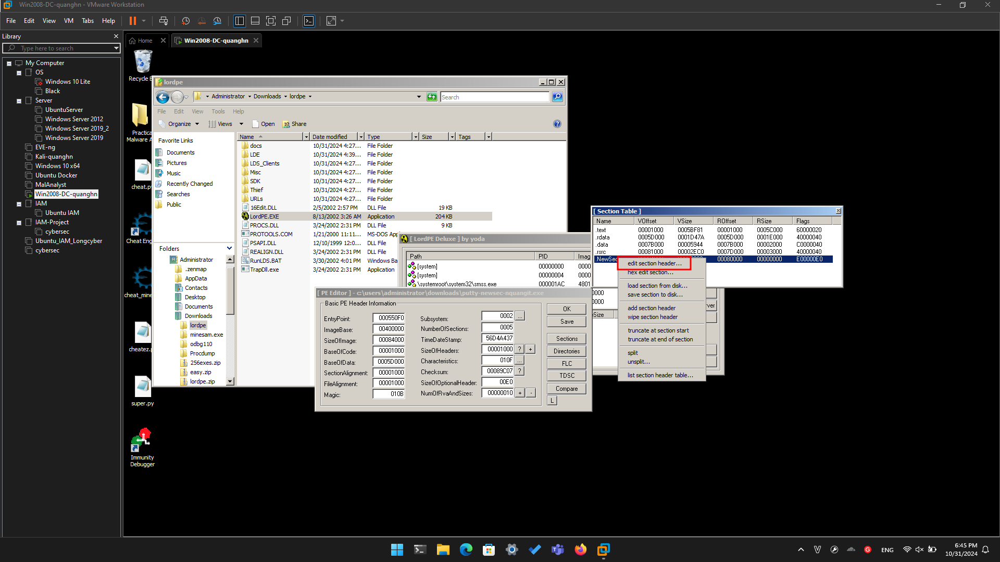 Win2008-DC-quanghn - VMware Workstation
File Edit View VM Tabs Help
Library
Type here to search
My Computer
OS
Windows 10 Lite
Black
Server
UbuntuServer
Windows Server 2012
Windows Server 2019_2
Windows Server 2019
EVE-ng
Kali-quanghn
Windows 10 x64
Ubuntu Docker
MalAnalyst
Win2008-DC-quanghn
IAM
Ubuntu IAM
IAM-Project
cybersec
Ubuntu_IAM_Longcyber
cybersec
Home
Win2008-DC-quanghn
Recycle B
Practica
Malware A
cheat.p
Cheat Eng
cheat_mine
cheatez.p
super.py
Immunity
Debugger
lordpe
Administrator Downloads lordpe
Search
File Edit View Tools Help
Organize Views Open Share
Favorite Links
Documents
Pictures
Music
Recently Changed
Searches
Public
Folders
Administrator
.zenmap
AppData
Contacts
Desktop
Documents
Downloads
lordpe
minesam.exe
odbg110
Procdump
256exes.zip
easy.zip
lordpe.zip
Name Date modified Type Size Tags
docs 10/31/2024 4:27... File Folder
LDE 10/31/2024 4:39... File Folder
LDS_Clients 10/31/2024 4:27... File Folder
Misc 10/31/2024 4:27... File Folder
SDK 10/31/2024 4:27... File Folder
Thief 10/31/2024 4:27... File Folder
URLs 10/31/2024 4:27... File Folder
16Edit.DLL 2/5/2002 2:57 PM DLL File 19 KB
LordPE.EXE 8/13/2002 3:26 AM Application 204 KB
PROCS.DLL 3/24/2002 2:31 PM DLL File 9 KB
PROTOOLS.COM 1/21/2000 11:11... MS-DOS App
PSAPI.DLL 12/10/1999 12:0... DLL File
REALIGN.DLL 3/24/2002 2:31 PM DLL File
RunLDS.BAT 3/30/2002 4:01 PM Windows Ba
TrapDll.exe 3/24/2002 2:31 PM Application
[ LordPE Deluxe ] by yoda
Path PID Imag
[system] 00000000 0000
[system] 00000004 0000
\systemroot\system32\smss.exe 000001AC 4801
0000
0000
eSize
ver
[ PE Editor ] - c:\users\administrator\downloads\putty-newsec-nquangit.exe
Basic PE Header Information
EntryPoint: 000550F0
ImageBase: 00400000
SizeOfImage: 00084000
BaseOfCode: 00001000
BaseOfData: 0005D000
SectionAlignment: 00001000
FileAlignment: 00001000
Magic: 010B
Subsystem: 0002 ...
NumberOfSections: 0005
TimeDateStamp: 56D4A437
SizeOfHeaders: 00001000 ? +
Characteristics: 010F ...
Checksum: 00089C07 ?
SizeOfOptionalHeader: 00E0
NumOfRvaAndSizes: 00000010 + -
OK
Save
Sections
Directories
FLC
TDSC
Compare
L
[ Section Table ]
Name VOffset VSize ROffset RSize Flags
.text 00001000 0005BF81 00001000 0005C000 60000020
.rdata 0005D000 0001D47A 0005D000 0001E000 40000040
.data 0007B000 00005944 0007B000 00002000 C0000040
.rsrc 00081000 00002EC0 0007D000 00003000 40000040
.NewSec 00080000 00000000 E00000E0
edit section header...
hex edit section...
load section from disk...
save section to disk...
add section header
wipe section header
truncate at section start
truncate at end of section
split
unsplit...
list section header table...
ENG
6:45 PM
10/31/2024